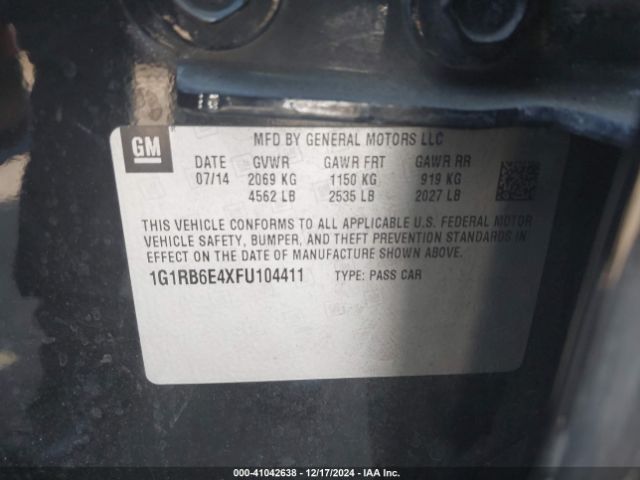 GM
MFD BY GENERAL MOTORS LLC
DATE GVWR GAWR FRT GAWR RR
07/14 2069 KG 1150 KG 919 KG
4562 LB 2535 LB 2027 LB
THIS VEHICLE CONFORMS TO ALL APPLICABLE U.S. FEDERAL MOTOR
VEHICLE SAFETY, BUMPER, AND THEFT PREVENTION STANDARDS IN
EFFECT ON THE DATE OF MANUFACTURE SHOWN ABOVE.
1G1RB6E4XFU104411 TYPE: PASS CAR
© - 41042638 - 12/17/2024 - IAA Inc.